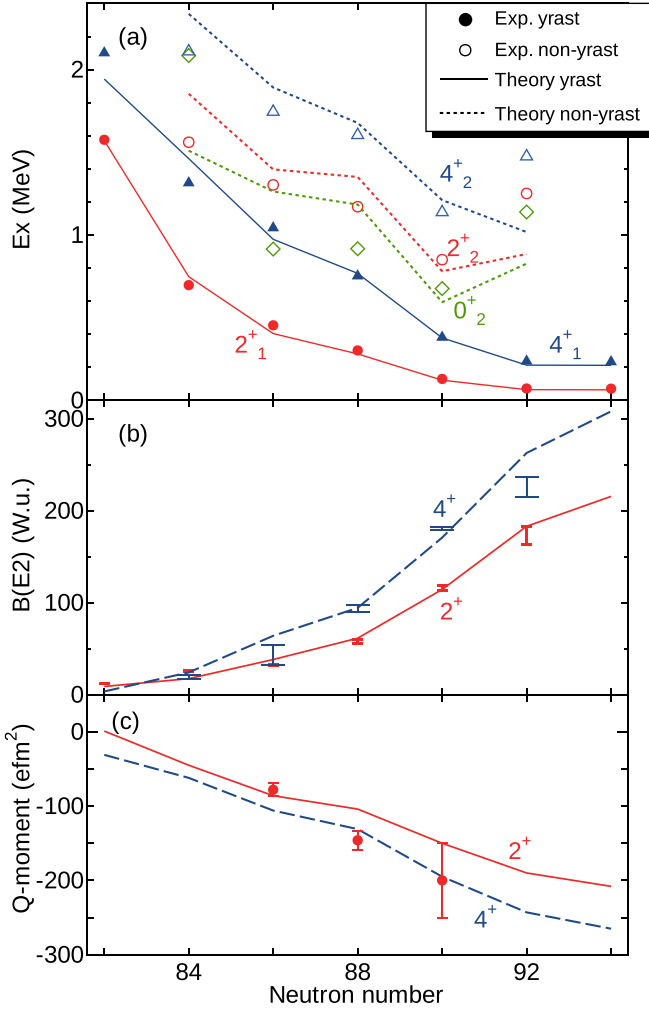 (a)
Exp. yrast
Exp. non-yrast
Theory yrast
Theory non-yrast
Ex (MeV)
2
1
0
4⁺₂
2⁺₂
0⁺₂
2⁺₁
4⁺₁
(b)
B(E2) (W.u.)
300
200
100
0
4⁺
2⁺
(c)
Q-moment (efm²)
0
-100
-200
-300
2⁺
4⁺
84
88
92
Neutron number